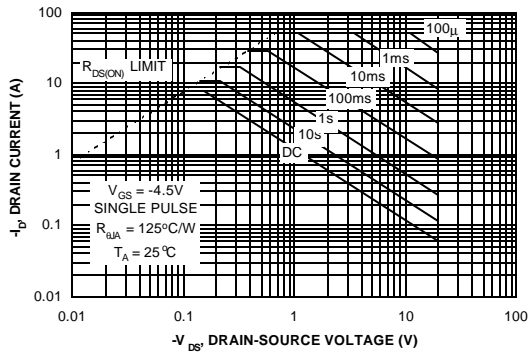 100
10
1
0.1
0.01
0.01
0.1
1
10
100
-I_D, DRAIN CURRENT (A)
-V_DS, DRAIN-SOURCE VOLTAGE (V)
R_DS(ON) LIMIT
100μ
1ms
10ms
100ms
1s
10s
DC
V_GS = -4.5V
SINGLE PULSE
R_θJA = 125°C/W
T_A = 25°C